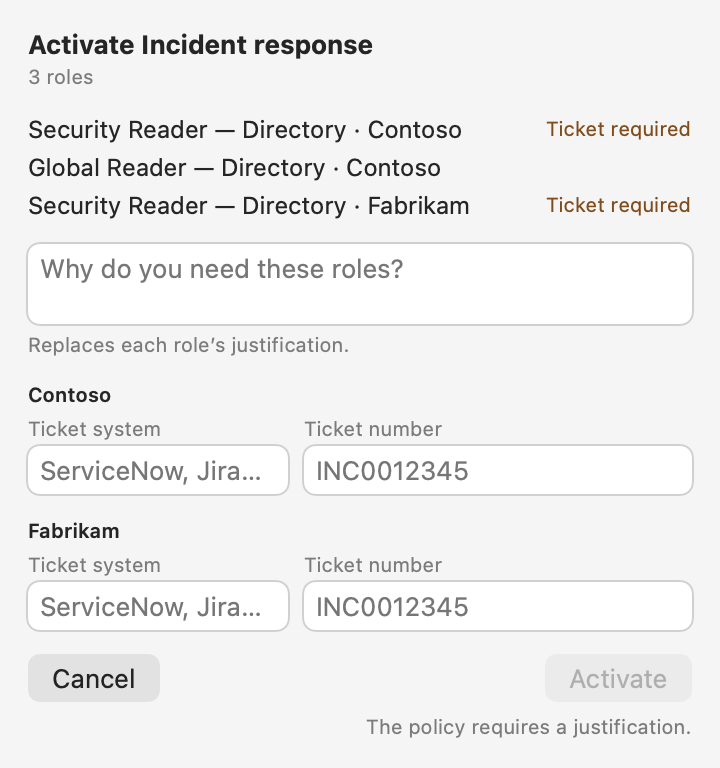 Activate Incident response
3 roles
Security Reader — Directory · Contoso Ticket required
Global Reader — Directory · Contoso
Security Reader — Directory · Fabrikam Ticket required
Why do you need these roles?
Replaces each role’s justification.
Contoso
Ticket system Ticket number
ServiceNow, Jira... INC0012345
Fabrikam
Ticket system Ticket number
ServiceNow, Jira... INC0012345
Cancel Activate
The policy requires a justification.